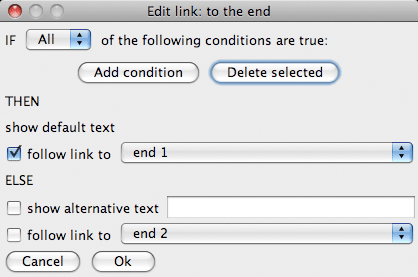 Edit link: to the end
IF All of the following conditions are true:
Add condition Delete selected
THEN
show default text
follow link to end 1
ELSE
show alternative text
follow link to end 2
Cancel Ok